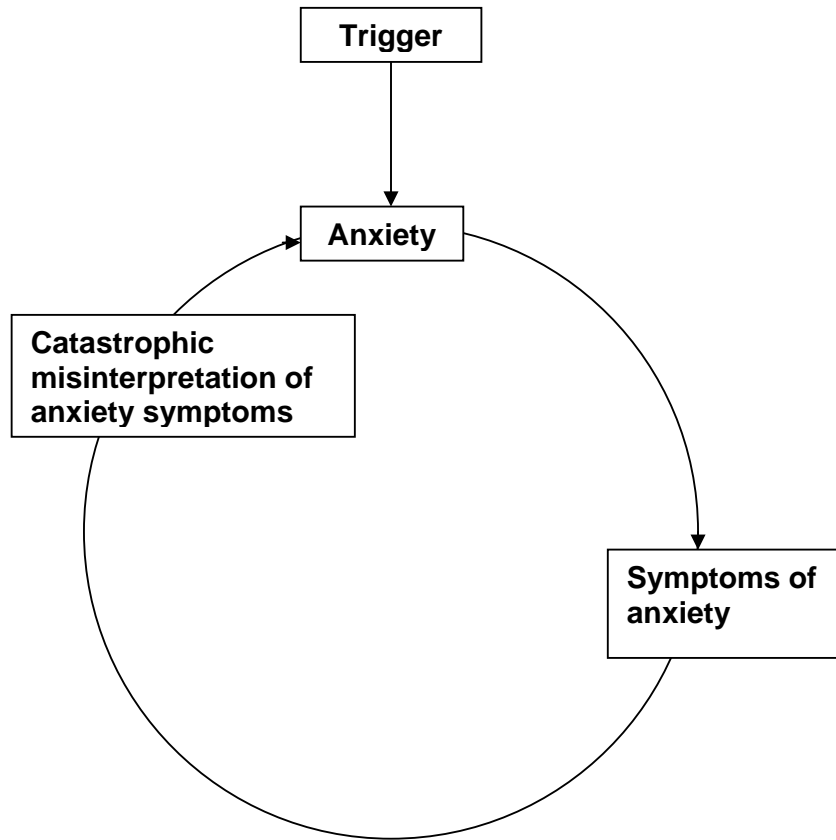 Trigger
Anxiety
Catastrophic
misinterpretation of
anxiety symptoms
Symptoms of
anxiety